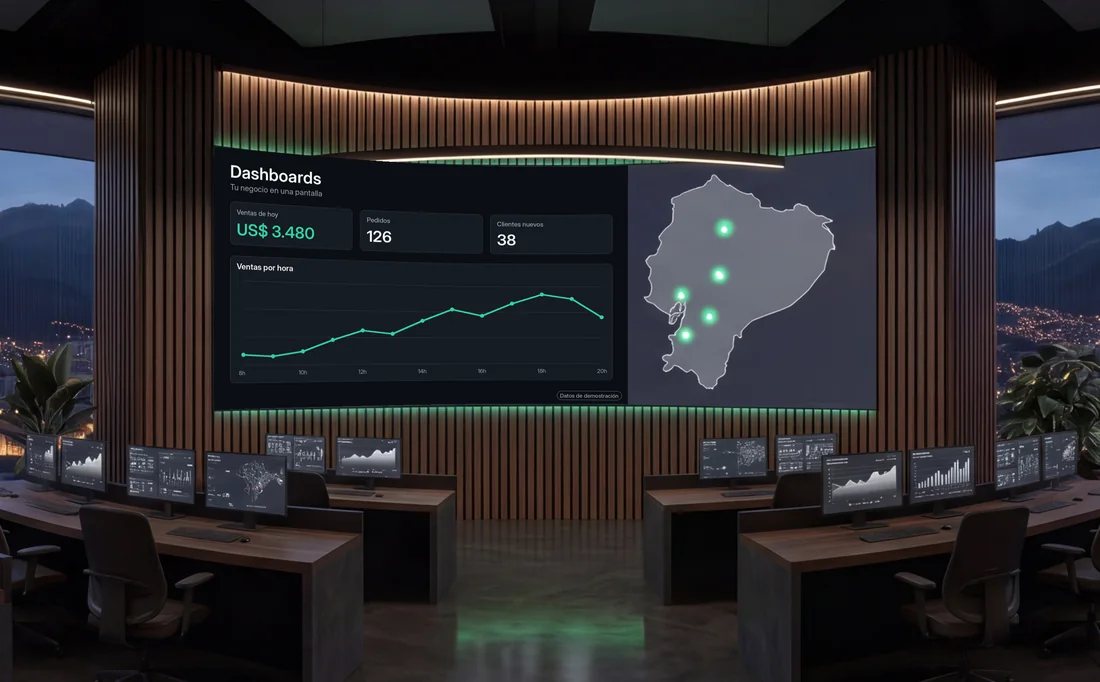 Dashboards
Tu negocio en una pantalla
Ventas de hoy
US$ 3.480
Pedidos
126
Clientes nuevos
38
Ventas por hora
8h
10h
12h
14h
16h
18h
20h
Datos de demostración